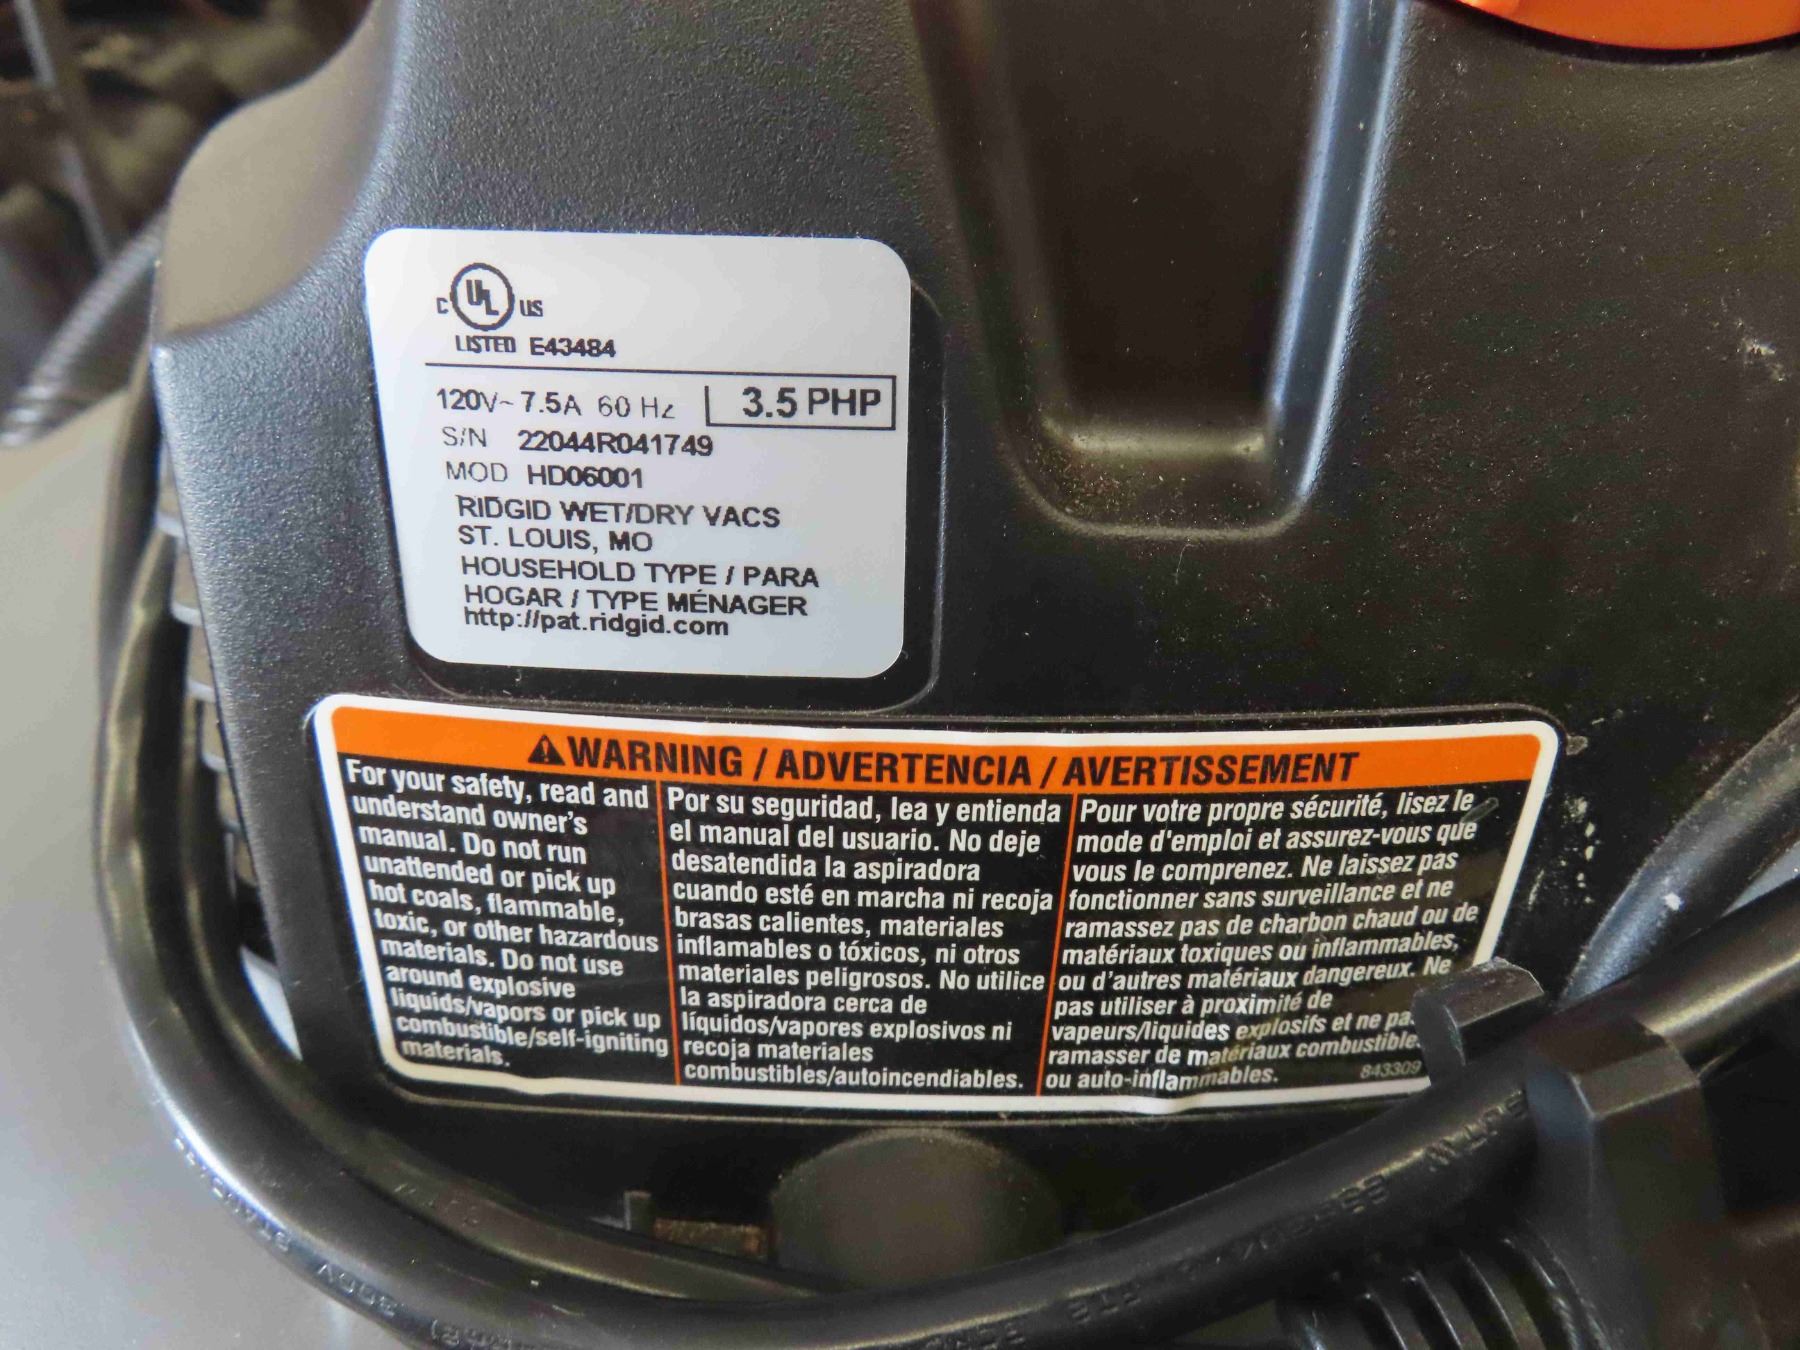 C UL US
LISTED E43484
120V~ 7.5A 60 Hz 3.5 PHP
S/N 22044R041749
MOD HD06001
RIDGID WET/DRY VACS
ST. LOUIS, MO
HOUSEHOLD TYPE / PARA
HOGAR / TYPE MÉNAGER
http://pat.ridgid.com
WARNING / ADVERTENCIA / AVERTISSEMENT
For your safety, read and
understand owner's
manual. Do not run
unattended or pick up
hot coals, flammable,
toxic, or other hazardous
materials. Do not use
around explosive
liquids/vapors or pick up
combustible/self-igniting
materials.
Por su seguridad, lea y entienda
el manual del usuario. No deje
desatendida la aspiradora
cuando esté en marcha ni recoja
brasas calientes, materiales
inflamables o tóxicos, ni otros
materiales peligrosos. No utilice
la aspiradora cerca de
líquidos/vapores explosivos ni
recoja materiales
combustibles/autoincendiables.
Pour votre propre sécurité, lisez le
mode d'emploi et assurez-vous que
vous le comprenez. Ne laissez pas
fonctionner sans surveillance et ne
ramassez pas de charbon chaud ou de
matériaux toxiques ou inflammables,
ou d'autres matériaux dangereux. Ne
pas utiliser à proximité de
vapeurs/liquides explosifs et ne pa
ramasser de matériaux combustible
ou auto-inflammables.
843309
300V